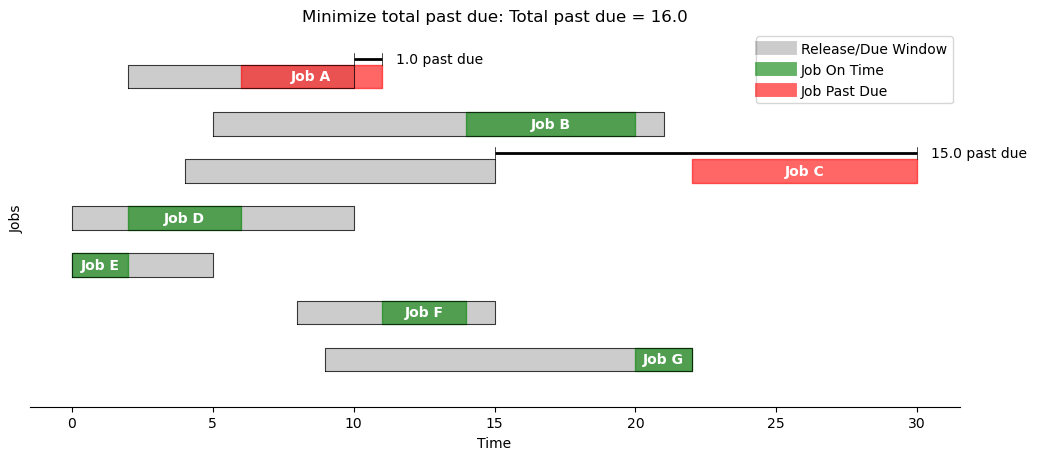 Minimize total past due: Total past due = 16.0
Release/Due Window
Job On Time
Job Past Due
1.0 past due
Job A
Job B
15.0 past due
Job C
Job D
Job E
Job F
Job G
Jobs
0 5 10 15 20 25 30
Time